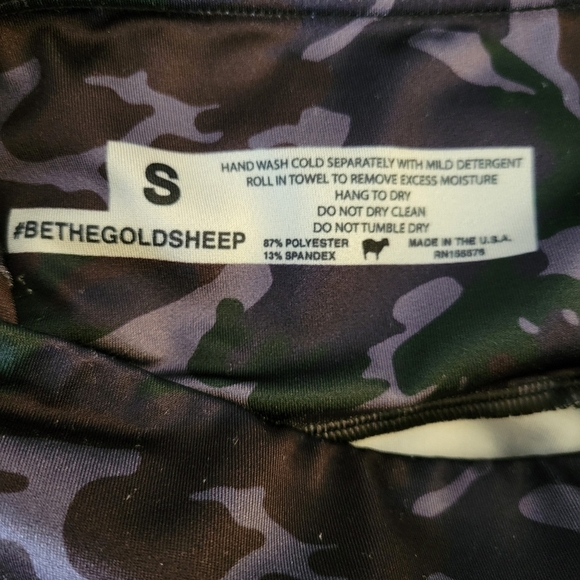 S
HAND WASH COLD SEPARATELY WITH MILD DETERGENT
ROLL IN TOWEL TO REMOVE EXCESS MOISTURE
HANG TO DRY
DO NOT DRY CLEAN
DO NOT TUMBLE DRY
#BETHEGOLDSHEEP
87% POLYESTER
13% SPANDEX
MADE IN THE U.S.A.